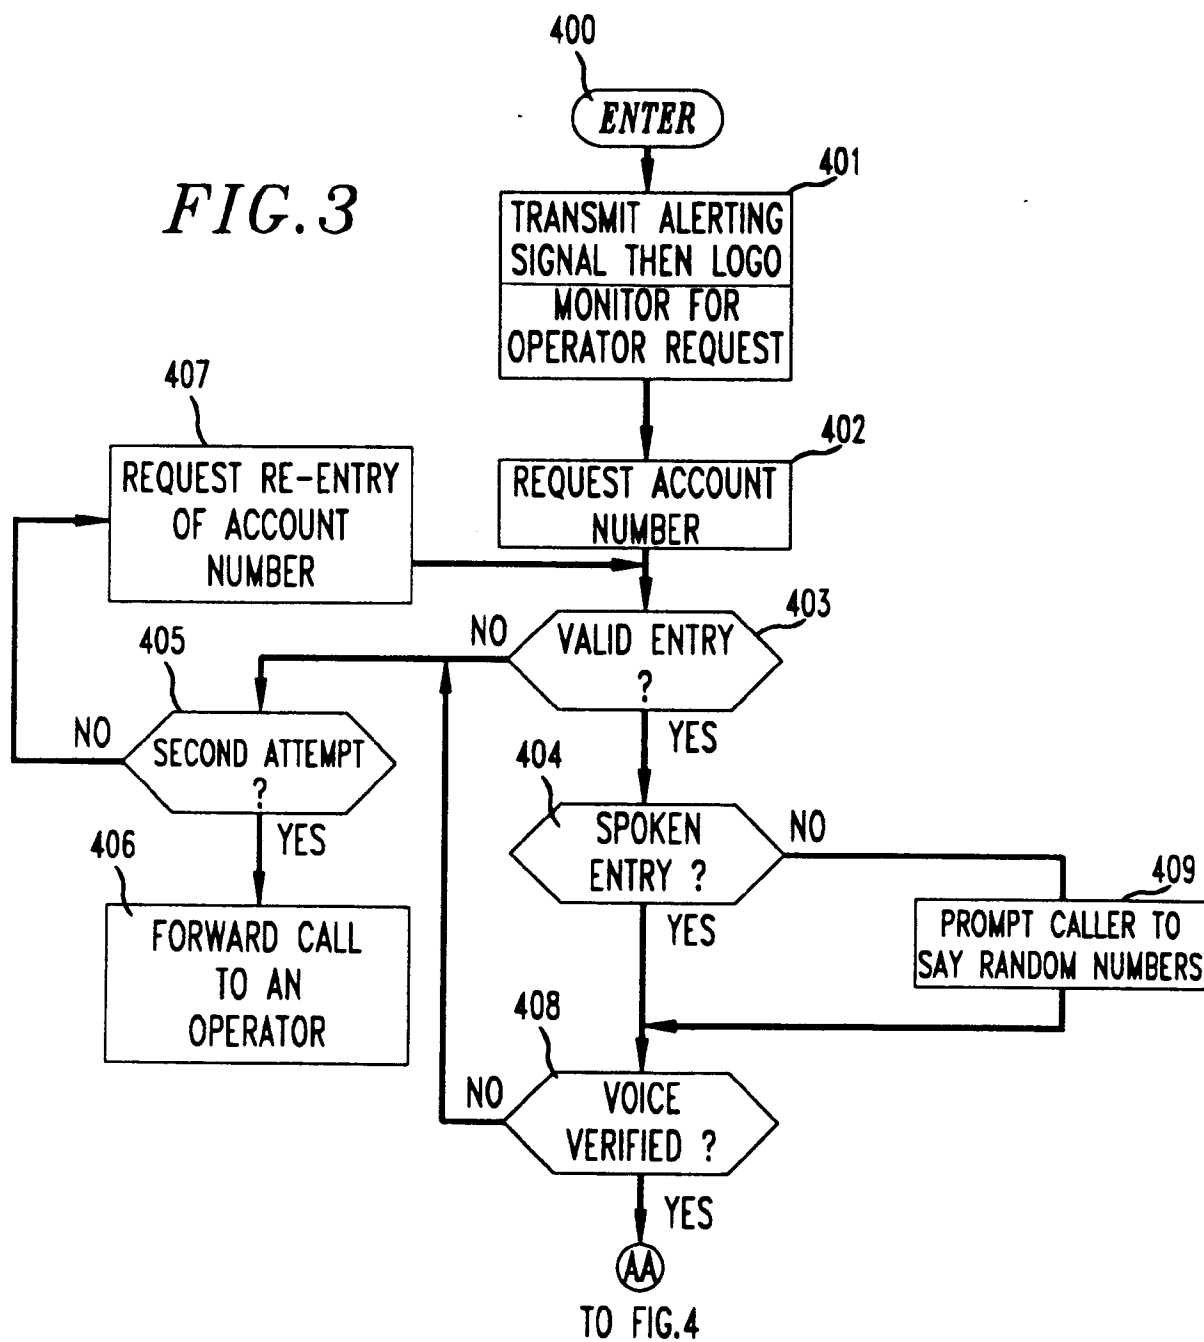 400
ENTER
FIG.3
401
TRANSMIT ALERTING
SIGNAL THEN LOGO
MONITOR FOR
OPERATOR REQUEST
407
REQUEST RE-ENTRY
OF ACCOUNT
NUMBER
402
REQUEST ACCOUNT
NUMBER
403
VALID ENTRY
?
NO
YES
405
SECOND ATTEMPT
?
NO
YES
404
SPOKEN
ENTRY ?
NO
YES
406
FORWARD CALL
TO AN
OPERATOR
409
PROMPT CALLER TO
SAY RANDOM NUMBERS
408
VOICE
VERIFIED ?
NO
YES
AA
TO FIG.4